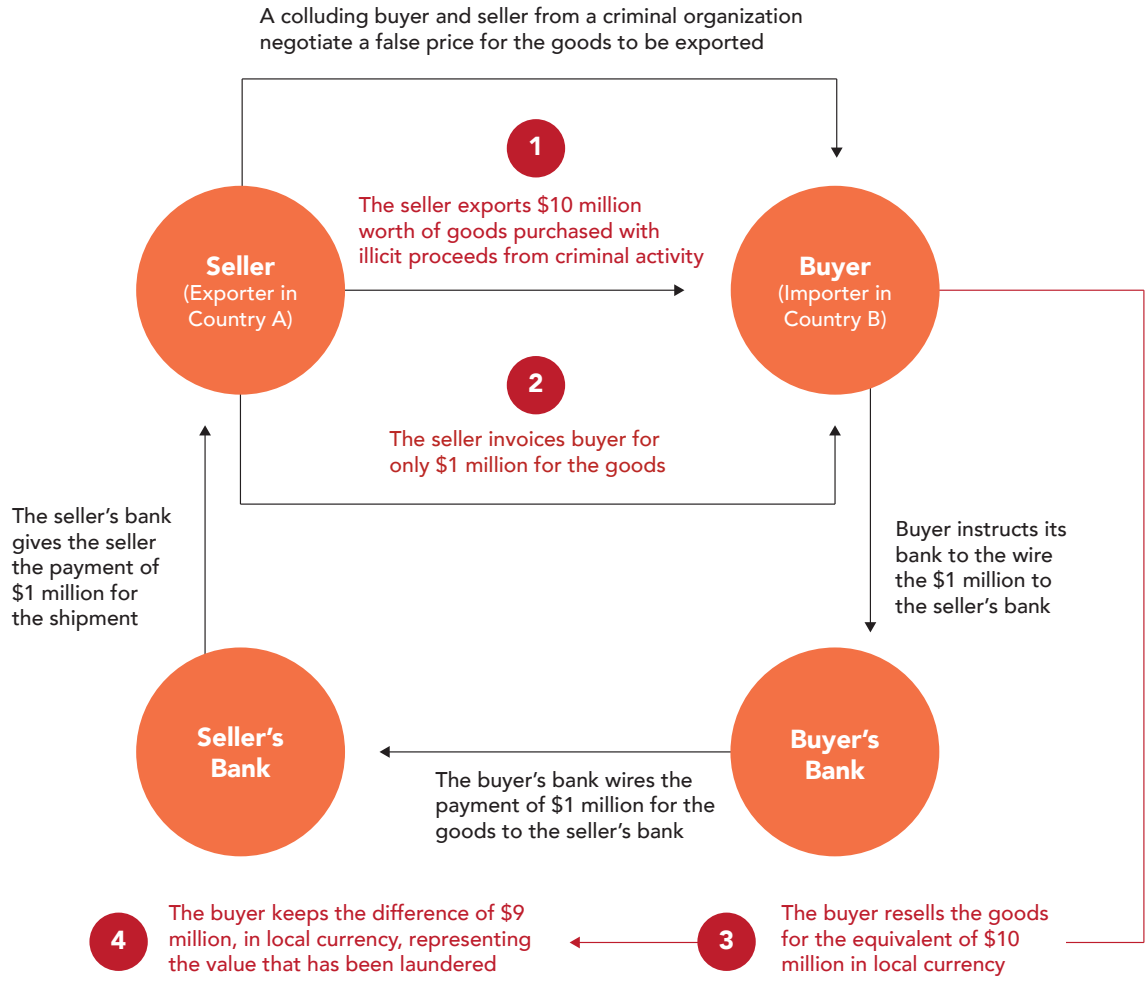 A colluding buyer and seller from a criminal organization
negotiate a false price for the goods to be exported
1
The seller exports $10 million
worth of goods purchased with
illicit proceeds from criminal activity
Seller
(Exporter in
Country A)
Buyer
(Importer in
Country B)
2
The seller invoices buyer for
only $1 million for the goods
The seller’s bank
gives the seller
the payment of
$1 million for
the shipment
Buyer instructs its
bank to the wire
the $1 million to
the seller’s bank
Seller’s
Bank
Buyer’s
Bank
The buyer’s bank wires the
payment of $1 million for the
goods to the seller’s bank
4
The buyer keeps the difference of $9
million, in local currency, representing
the value that has been laundered
3
The buyer resells the goods
for the equivalent of $10
million in local currency